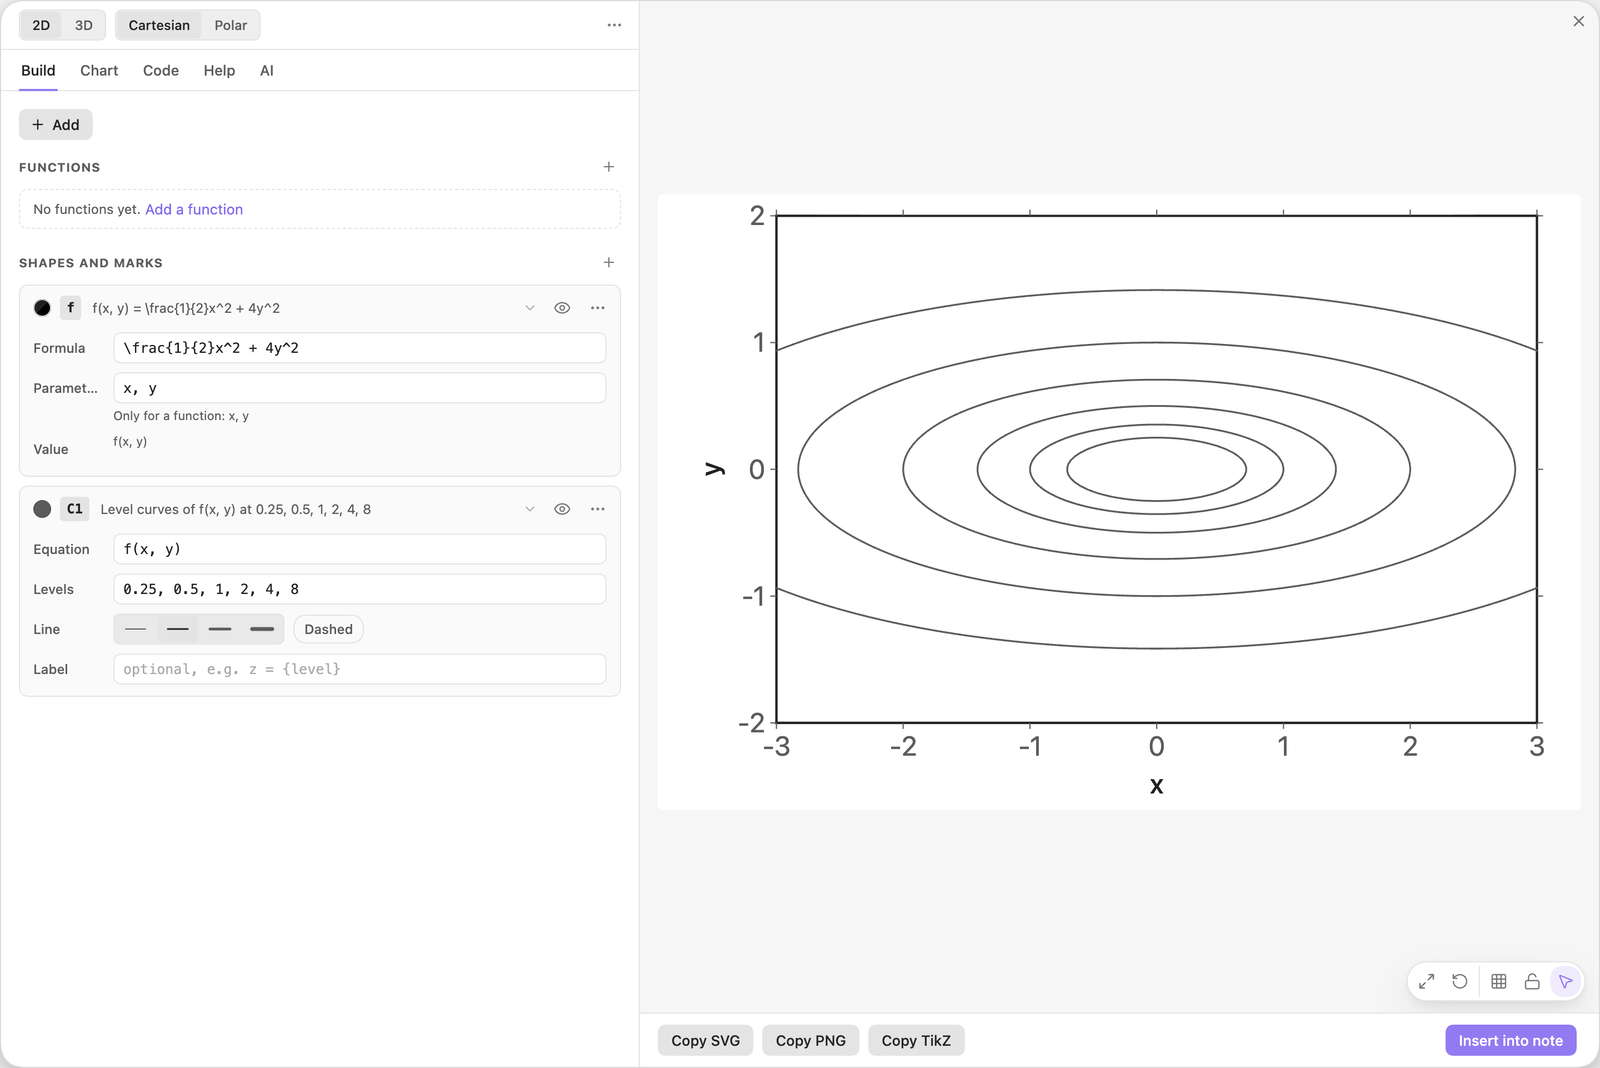 2D 3D Cartesian Polar ...
Build Chart Code Help AI
+ Add
FUNCTIONS +
No functions yet. Add a function
SHAPES AND MARKS +
f f(x, y) = \frac{1}{2}x^2 + 4y^2
Formula \frac{1}{2}x^2 + 4y^2
Paramet... x, y
Only for a function: x, y
Value f(x, y)
C1 Level curves of f(x, y) at 0.25, 0.5, 1, 2, 4, 8
Equation f(x, y)
Levels 0.25, 0.5, 1, 2, 4, 8
Line Dashed
Label optional, e.g. z = {level}
2
1
0
-1
-2
y
-3 -2 -1 0 1 2 3
x
Copy SVG Copy PNG Copy TikZ Insert into note